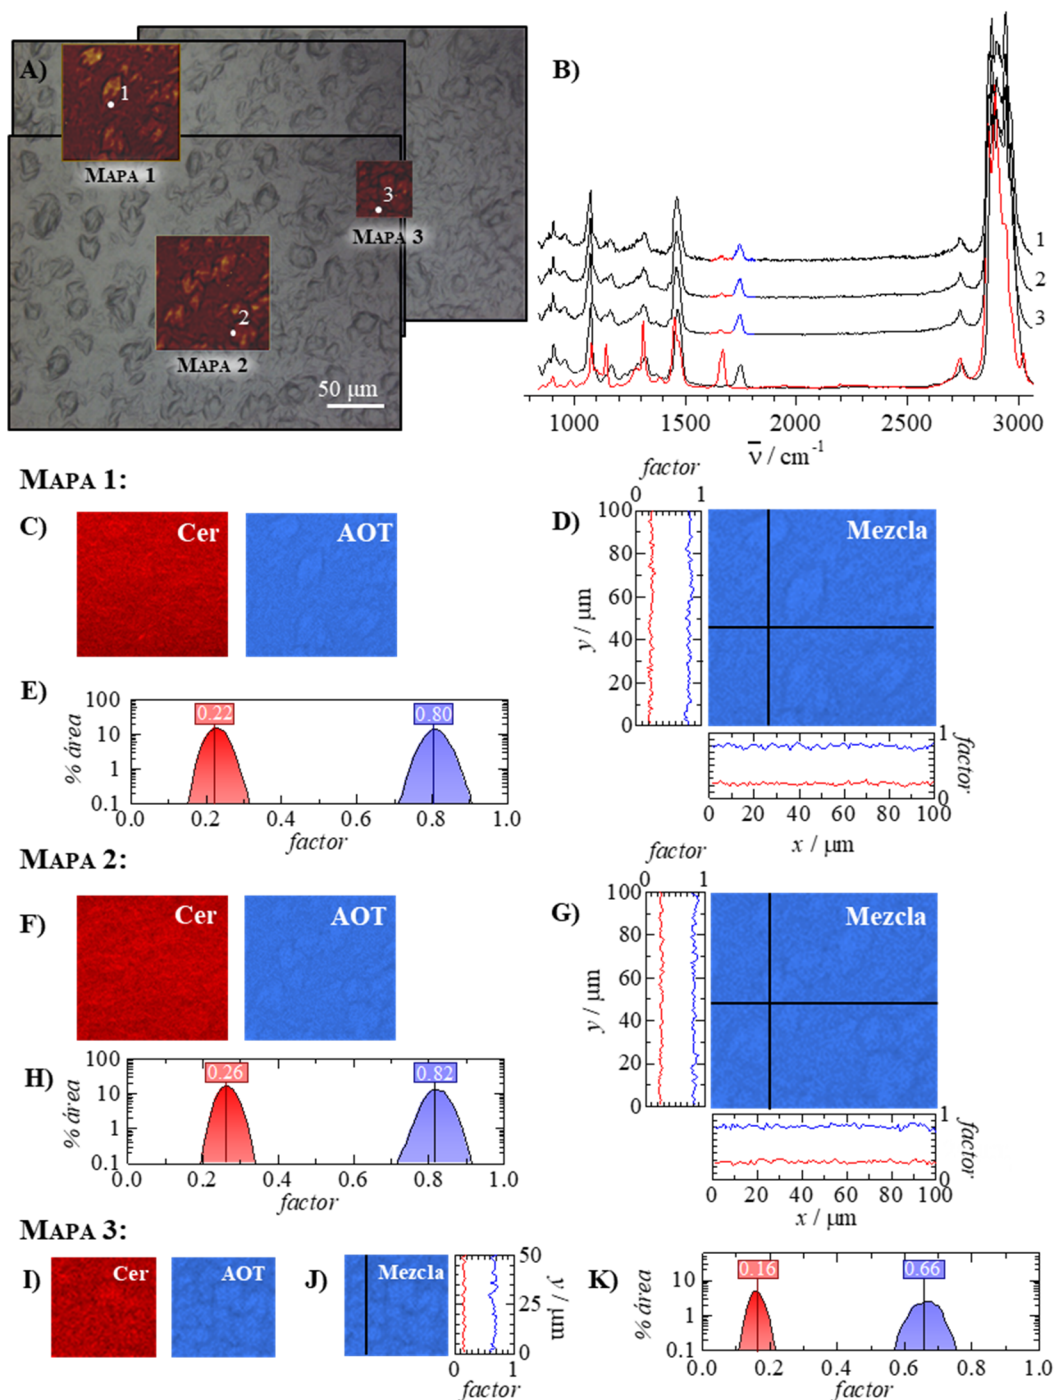 A)
1
MAPA 1
3
MAPA 3
2
MAPA 2
50 µm
B)
1
2
3
1000 1500 2000 2500 3000
ν̅ / cm⁻¹
MAPA 1:
C)
Cer
AOT
D)
factor
0 1
100
80
60
40
20
0
y / µm
Mezcla
1
0
factor
0 20 40 60 80 100
x / µm
E)
100
10
1
0.1
% área
0.22
0.80
0.0 0.2 0.4 0.6 0.8 1.0
factor
MAPA 2:
F)
Cer
AOT
G)
factor
0 1
100
80
60
40
20
0
y / µm
Mezcla
1
0
factor
0 20 40 60 80 100
x / µm
H)
100
10
1
0.1
% área
0.26
0.82
0.0 0.2 0.4 0.6 0.8 1.0
factor
MAPA 3:
I)
Cer
AOT
J)
Mezcla
50
25
0
y / µm
0 1
factor
K)
10
1
0.1
% área
0.16
0.66
0.0 0.2 0.4 0.6 0.8 1.0
factor